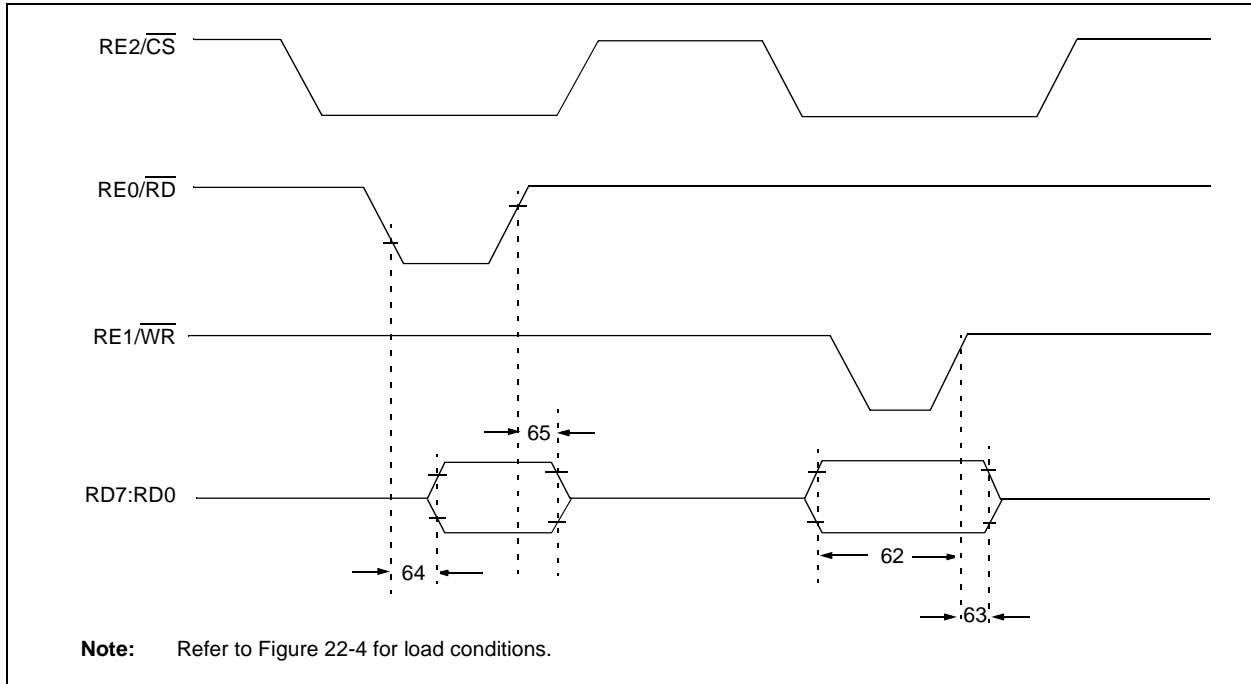 RE2/CS
RE0/RD
RE1/WR
65
RD7:RD0
64
62
63
Note: Refer to Figure 22-4 for load conditions.